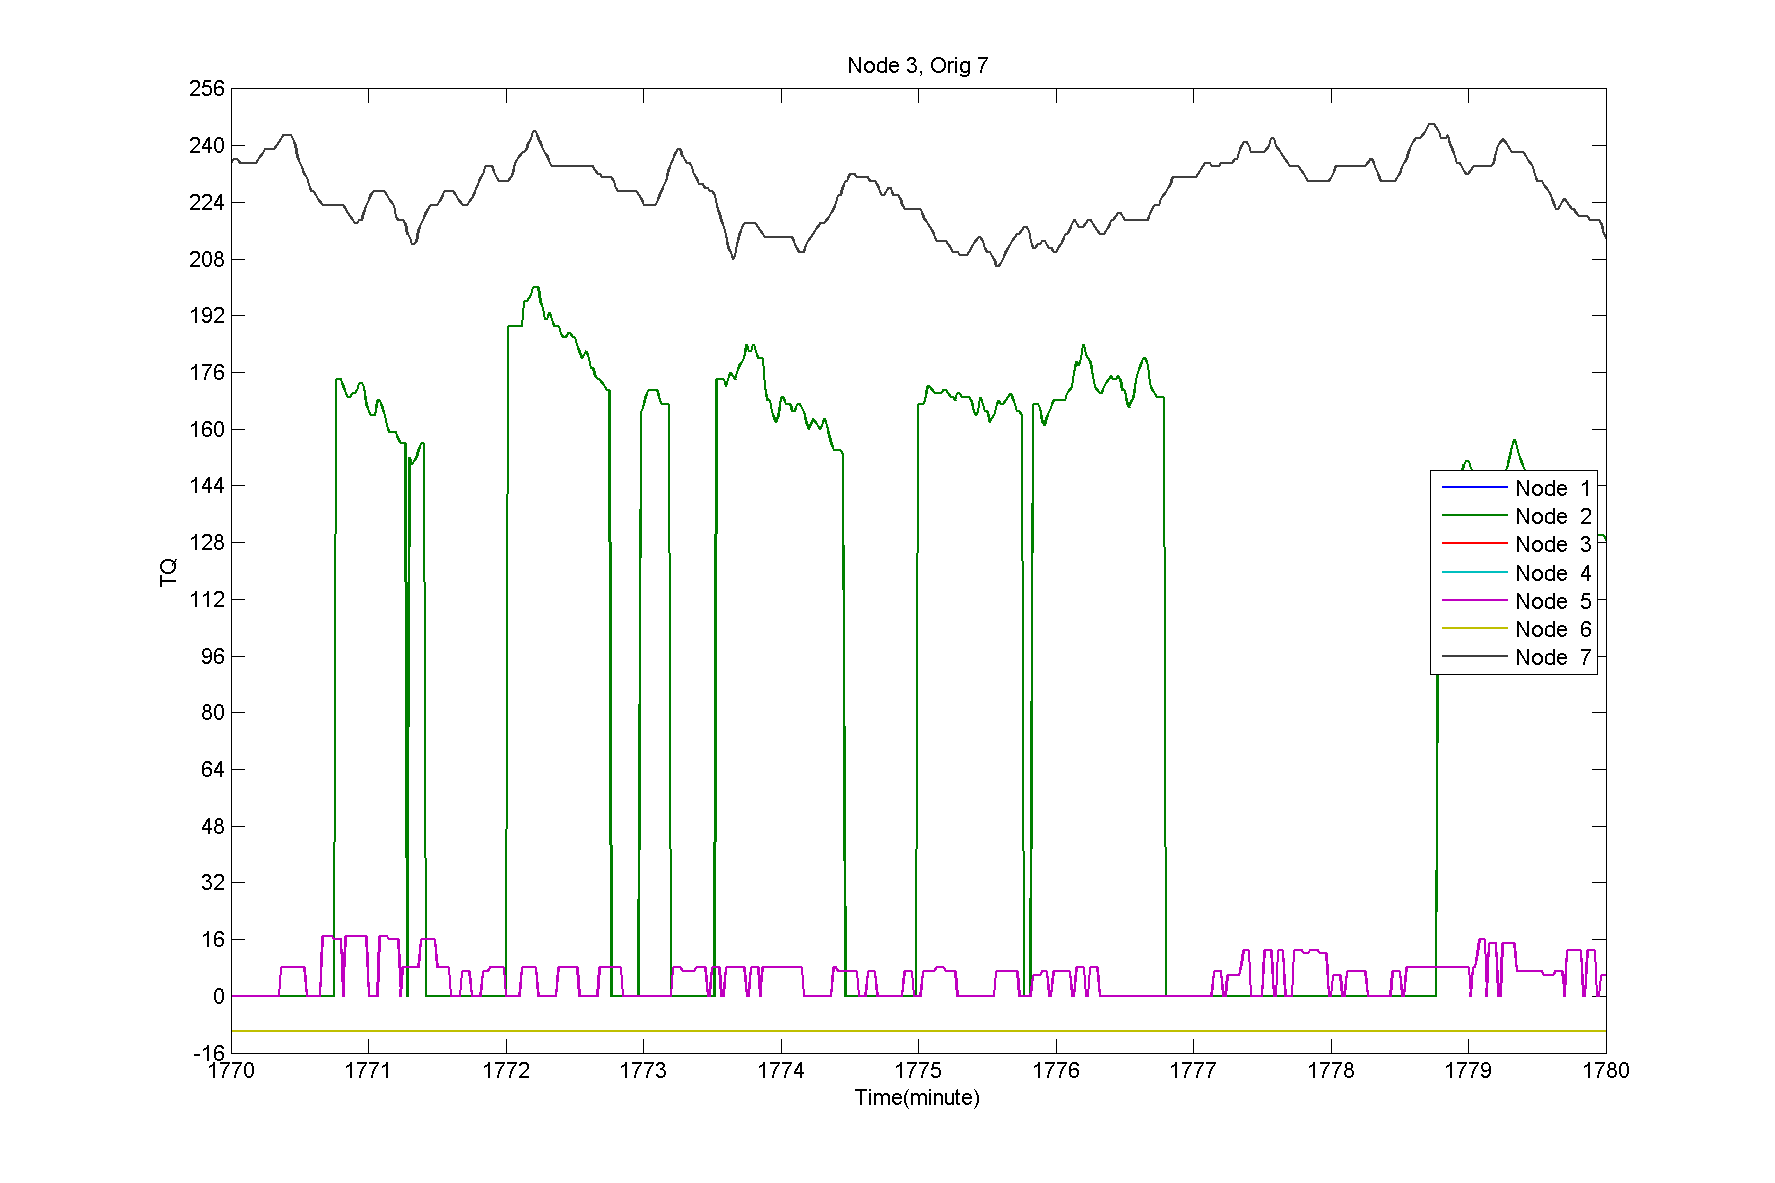 Node 3, Orig 7
256
240
224
208
192
176
160
144
128
112
96
80
64
48
32
16
0
-16
TQ
Node 1
Node 2
Node 3
Node 4
Node 5
Node 6
Node 7
1770 1771 1772 1773 1774 1775 1776 1777 1778 1779 1780
Time(minute)